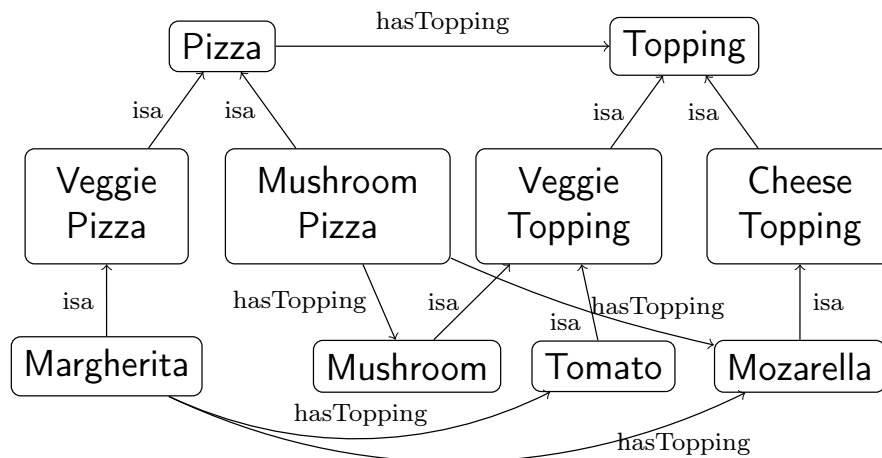 hasTopping
Pizza
Topping
isa
isa
isa
isa
Veggie
Pizza
Mushroom
Pizza
Veggie
Topping
Cheese
Topping
isa
hasTopping
isa
isa
hasTopping
isa
Margherita
Mushroom
Tomato
Mozarella
hasTopping
hasTopping